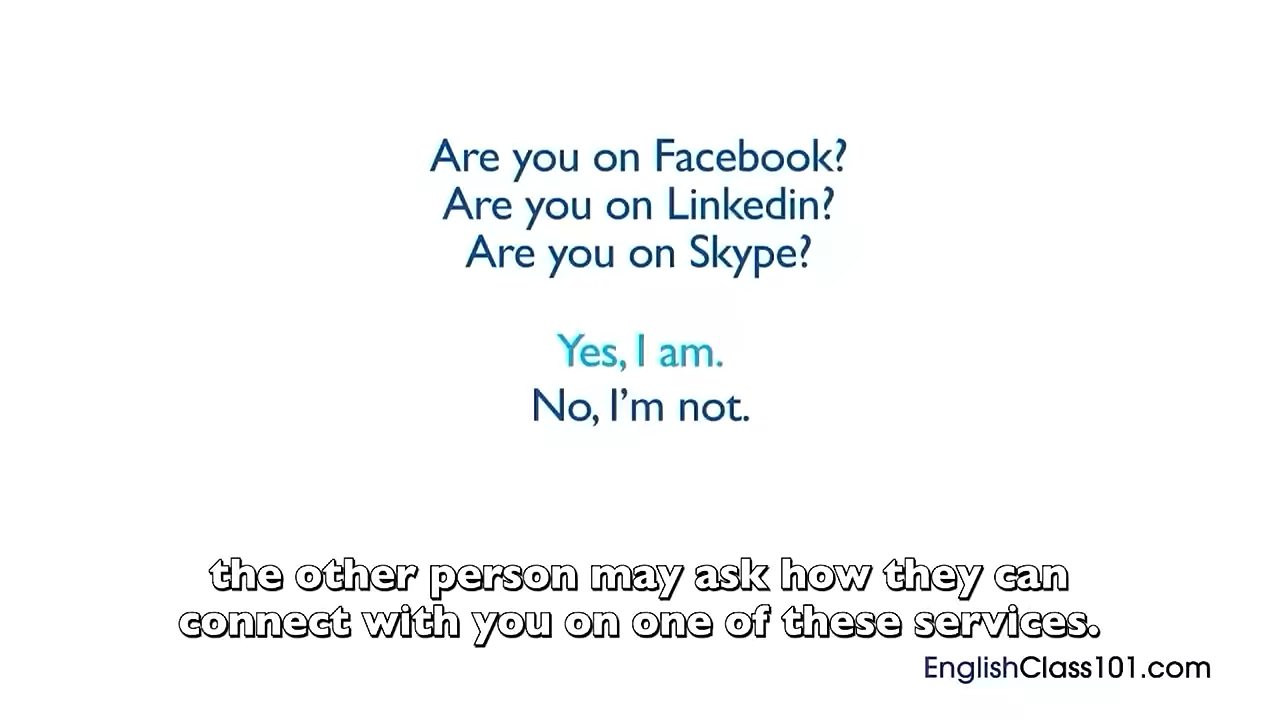 Are you on Facebook?
Are you on Linkedin?
Are you on Skype?
Yes, I am.
No, I'm not.
the other person may ask how they can
connect with you on one of these services.
EnglishClass101.com